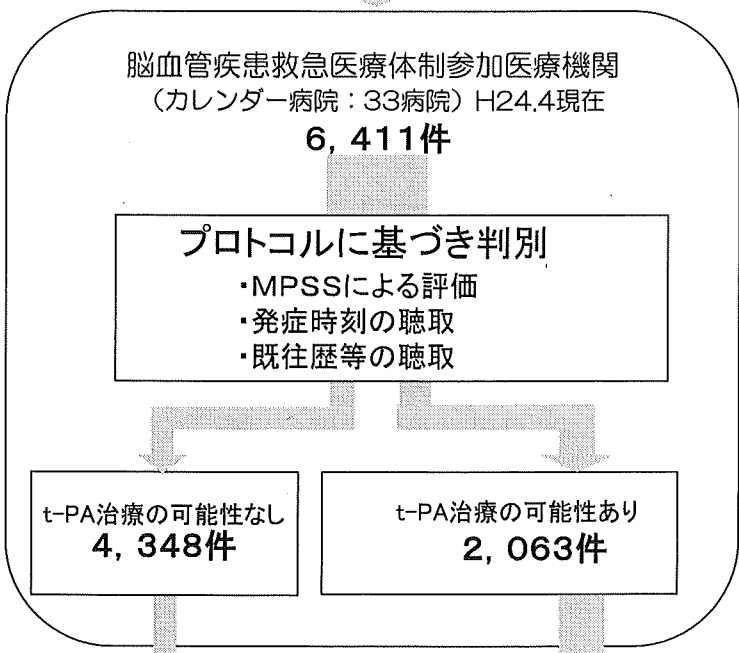 脳血管疾患救急医療体制参加医療機関
（カレンダー病院：33病院）H24.4現在
6，411件
プロトコルに基づき判別
・MPSSによる評価
・発症時刻の聴取
・既往歴等の聴取
t-PA治療の可能性なし
4，348件
t-PA治療の可能性あり
2，063件